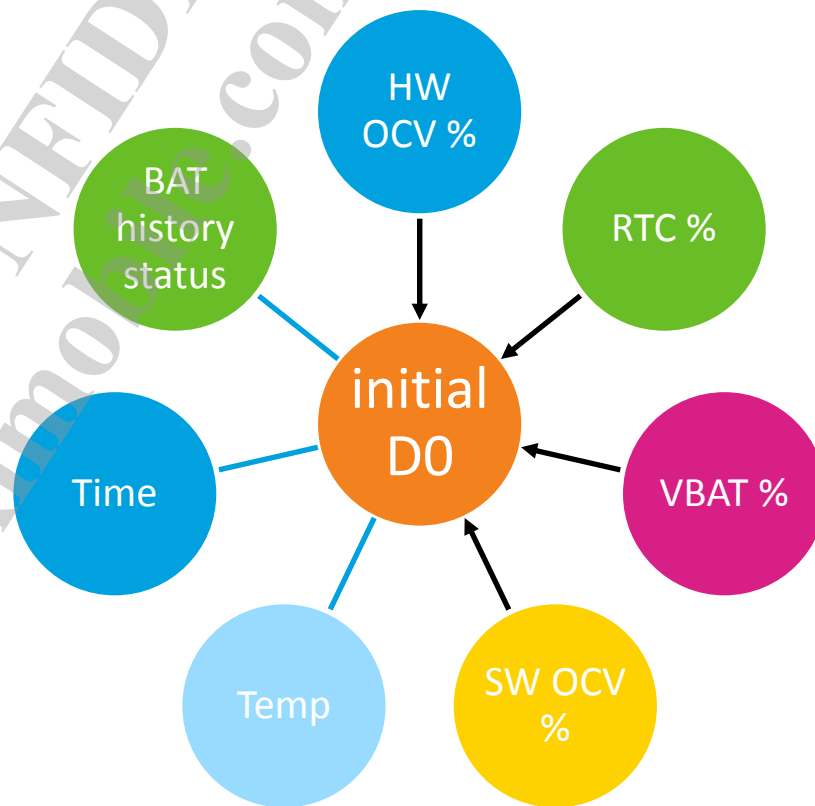 HW
OCV %
BAT
history
status
RTC %
initial
D0
Time
VBAT %
Temp
SW OCV
%